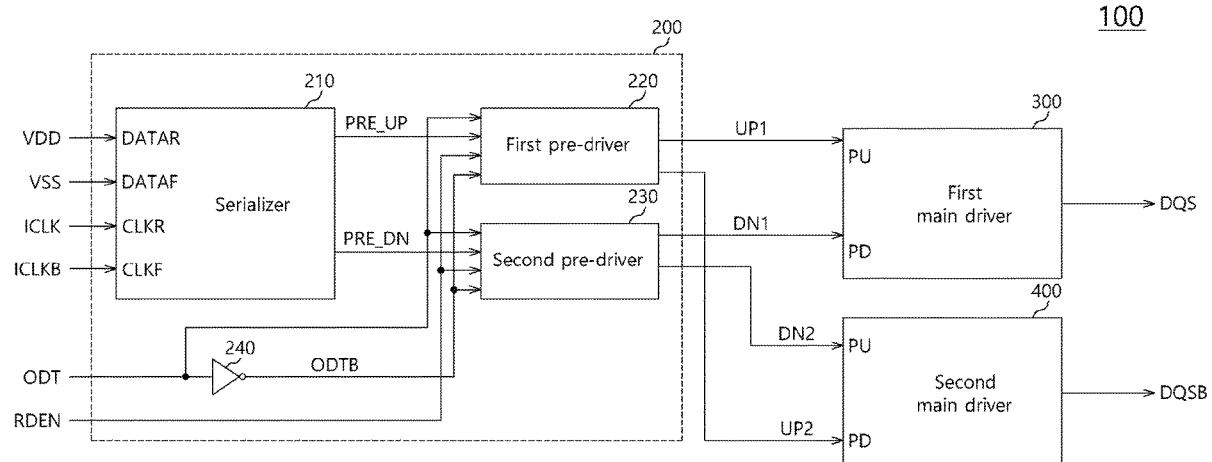 100
200
210
220
300
VDD
DATAR
PRE_UP
UP1
PU
First pre-driver
VSS
DATAF
Serializer
First
main driver
DQS
230
ICLK
CLKR
PRE_DN
DN1
PD
Second pre-driver
ICLKB
CLKF
400
DN2
PU
240
ODT
ODTB
Second
main driver
DQSB
RDEN
UP2
PD